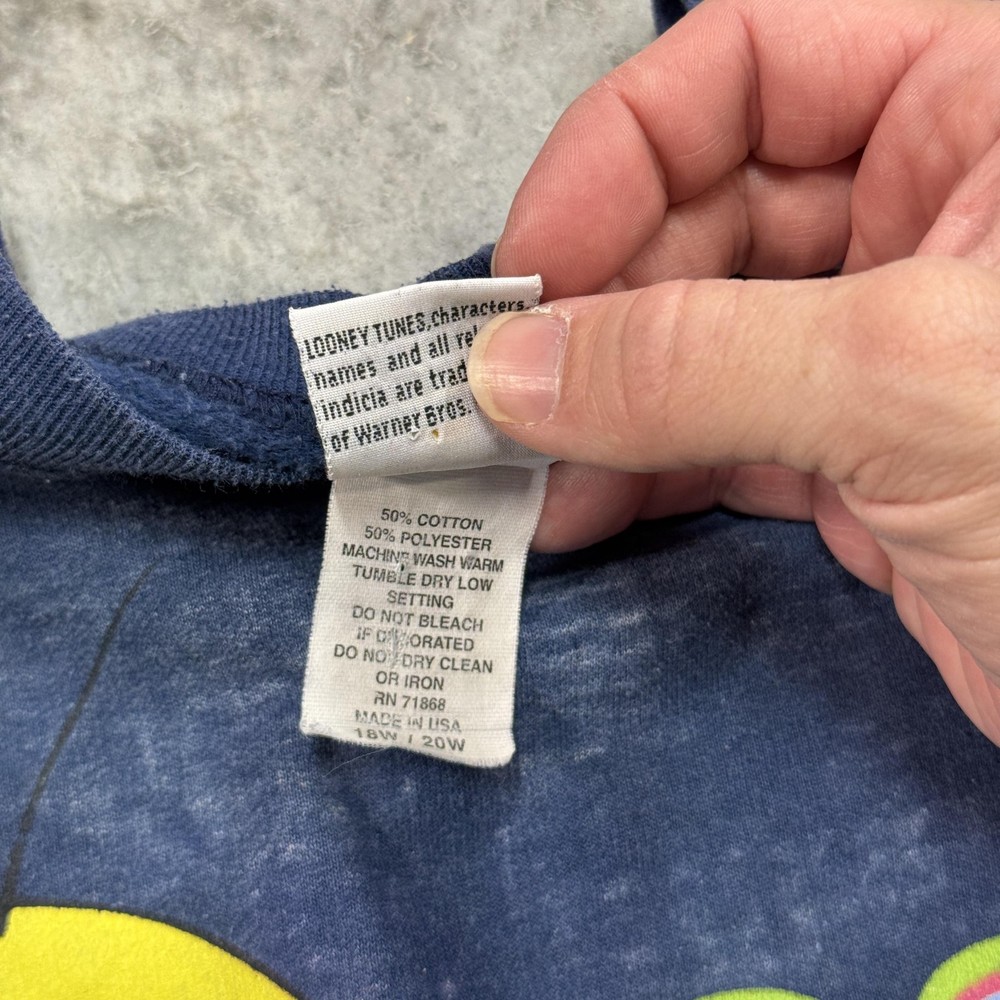 LOONEY TUNES, characters,
names and all
indicia are
of Warner Bros.
50% COTTON
50% POLYESTER
MACHINE WASH WARM
TUMBLE DRY LOW
SETTING
DO NOT BLEACH
IF DECORATED
DO NOT DRY CLEAN
OR IRON
RN 71868
MADE IN USA
18W / 20W